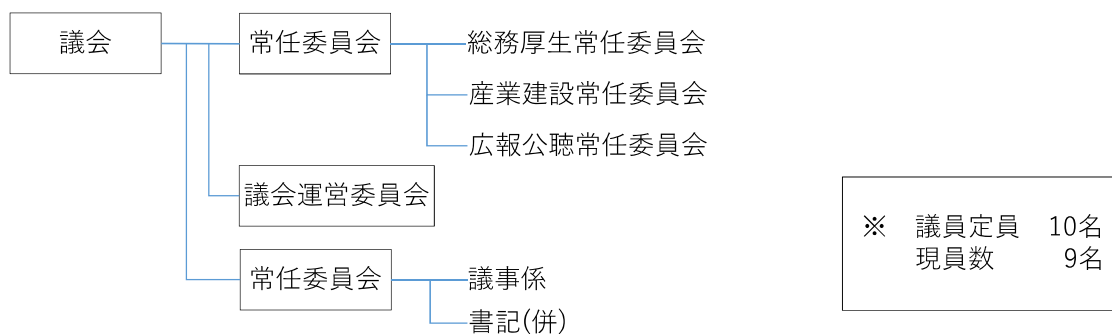 議会
常任委員会
総務厚生常任委員会
産業建設常任委員会
広報公聴常任委員会
議会運営委員会
常任委員会
議事係
書記(併)
※ 議員定員 10名
現員数 9名